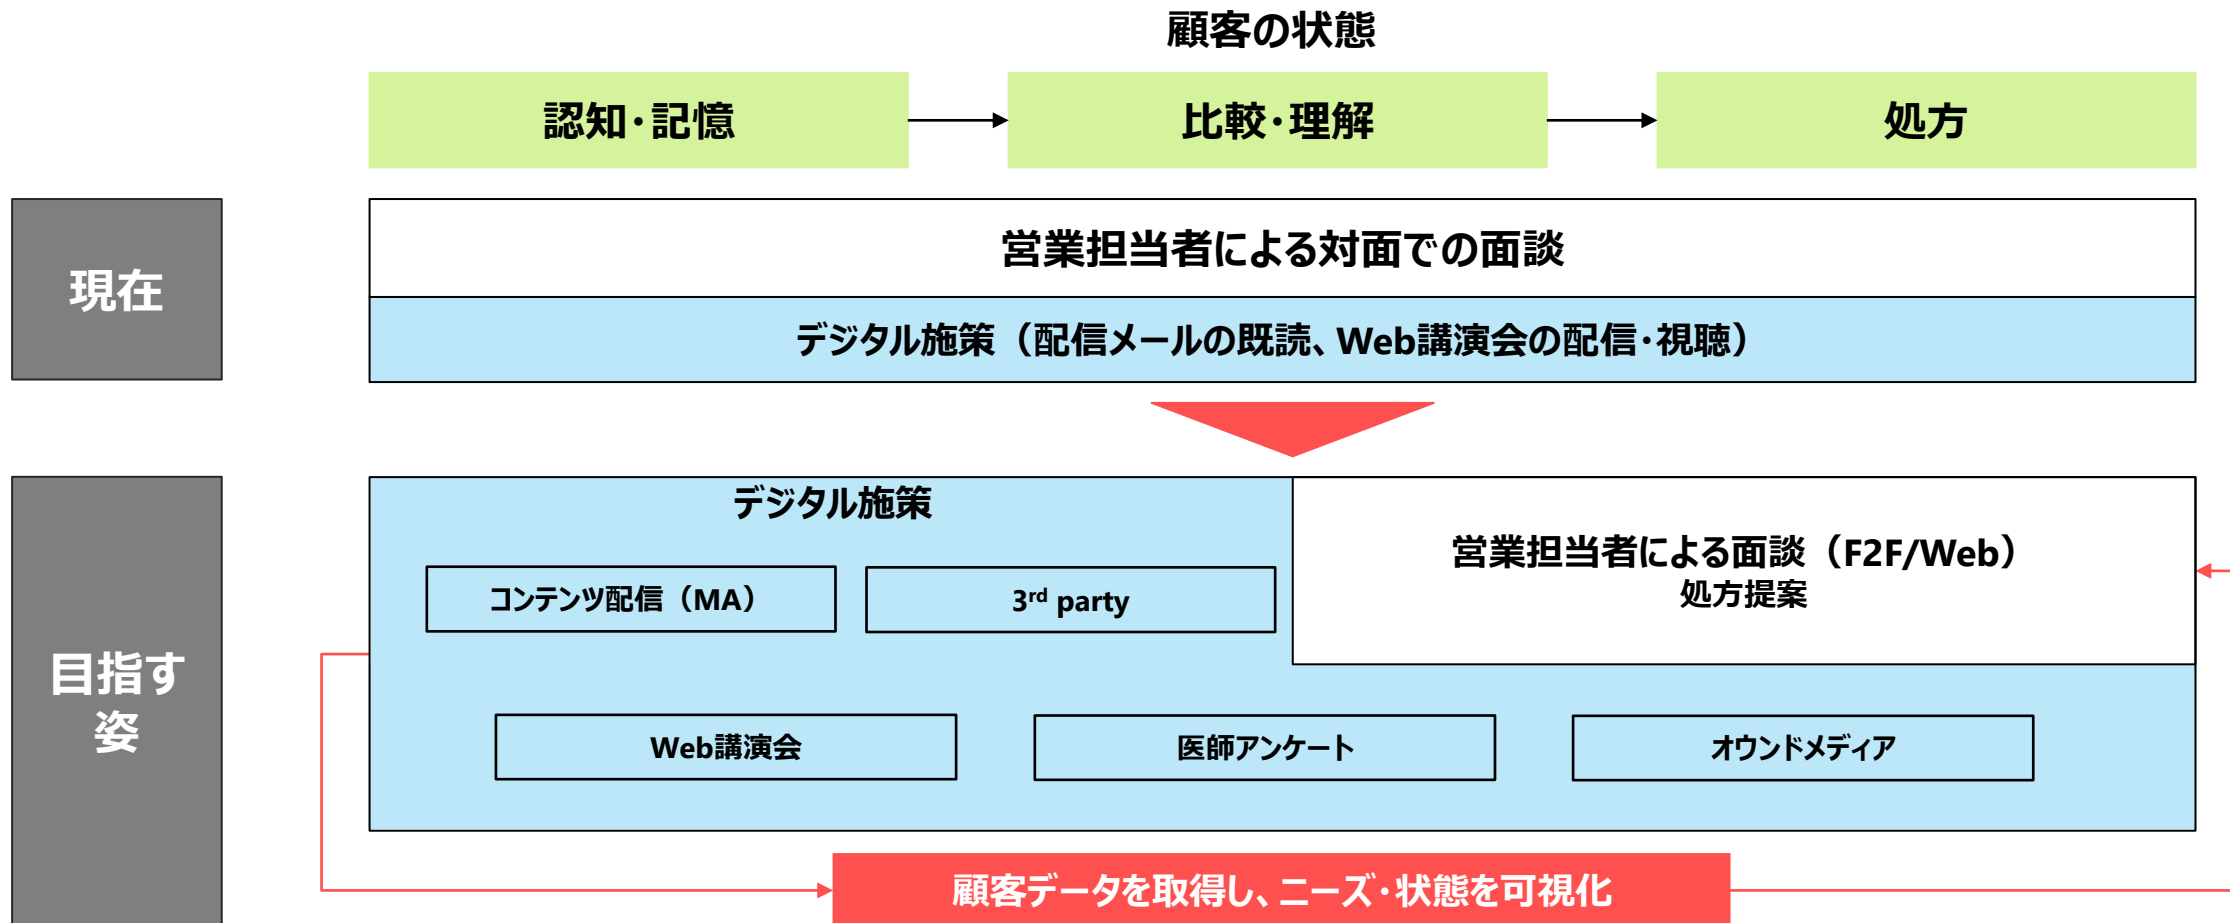 顧客の状態
認知・記憶
比較・理解
処方
現在
営業担当者による対面での面談
デジタル施策（配信メールの既読、Web講演会の配信・視聴）
目指す
姿
デジタル施策
コンテンツ配信（MA）
3rd party
営業担当者による面談（F2F/Web）
処方提案
Web講演会
医師アンケート
オウンドメディア
顧客データを取得し、ニーズ・状態を可視化